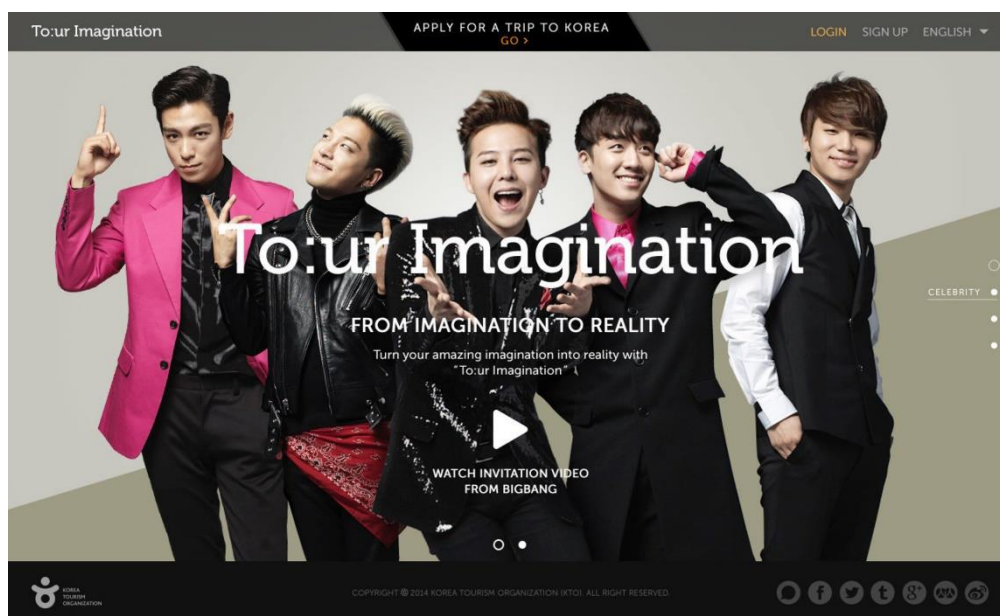 To:ur Imagination
APPLY FOR A TRIP TO KOREA
GO >
LOGIN SIGN UP ENGLISH
To:ur Imagination
FROM IMAGINATION TO REALITY
Turn your amazing imagination into reality with
"To:ur Imagination"
CELEBRITY
WATCH INVITATION VIDEO
FROM BIGBANG
KOREA
TOURISM
ORGANIZATION
COPYRIGHT © 2014 KOREA TOURISM ORGANIZATION (KTO). ALL RIGHT RESERVED.